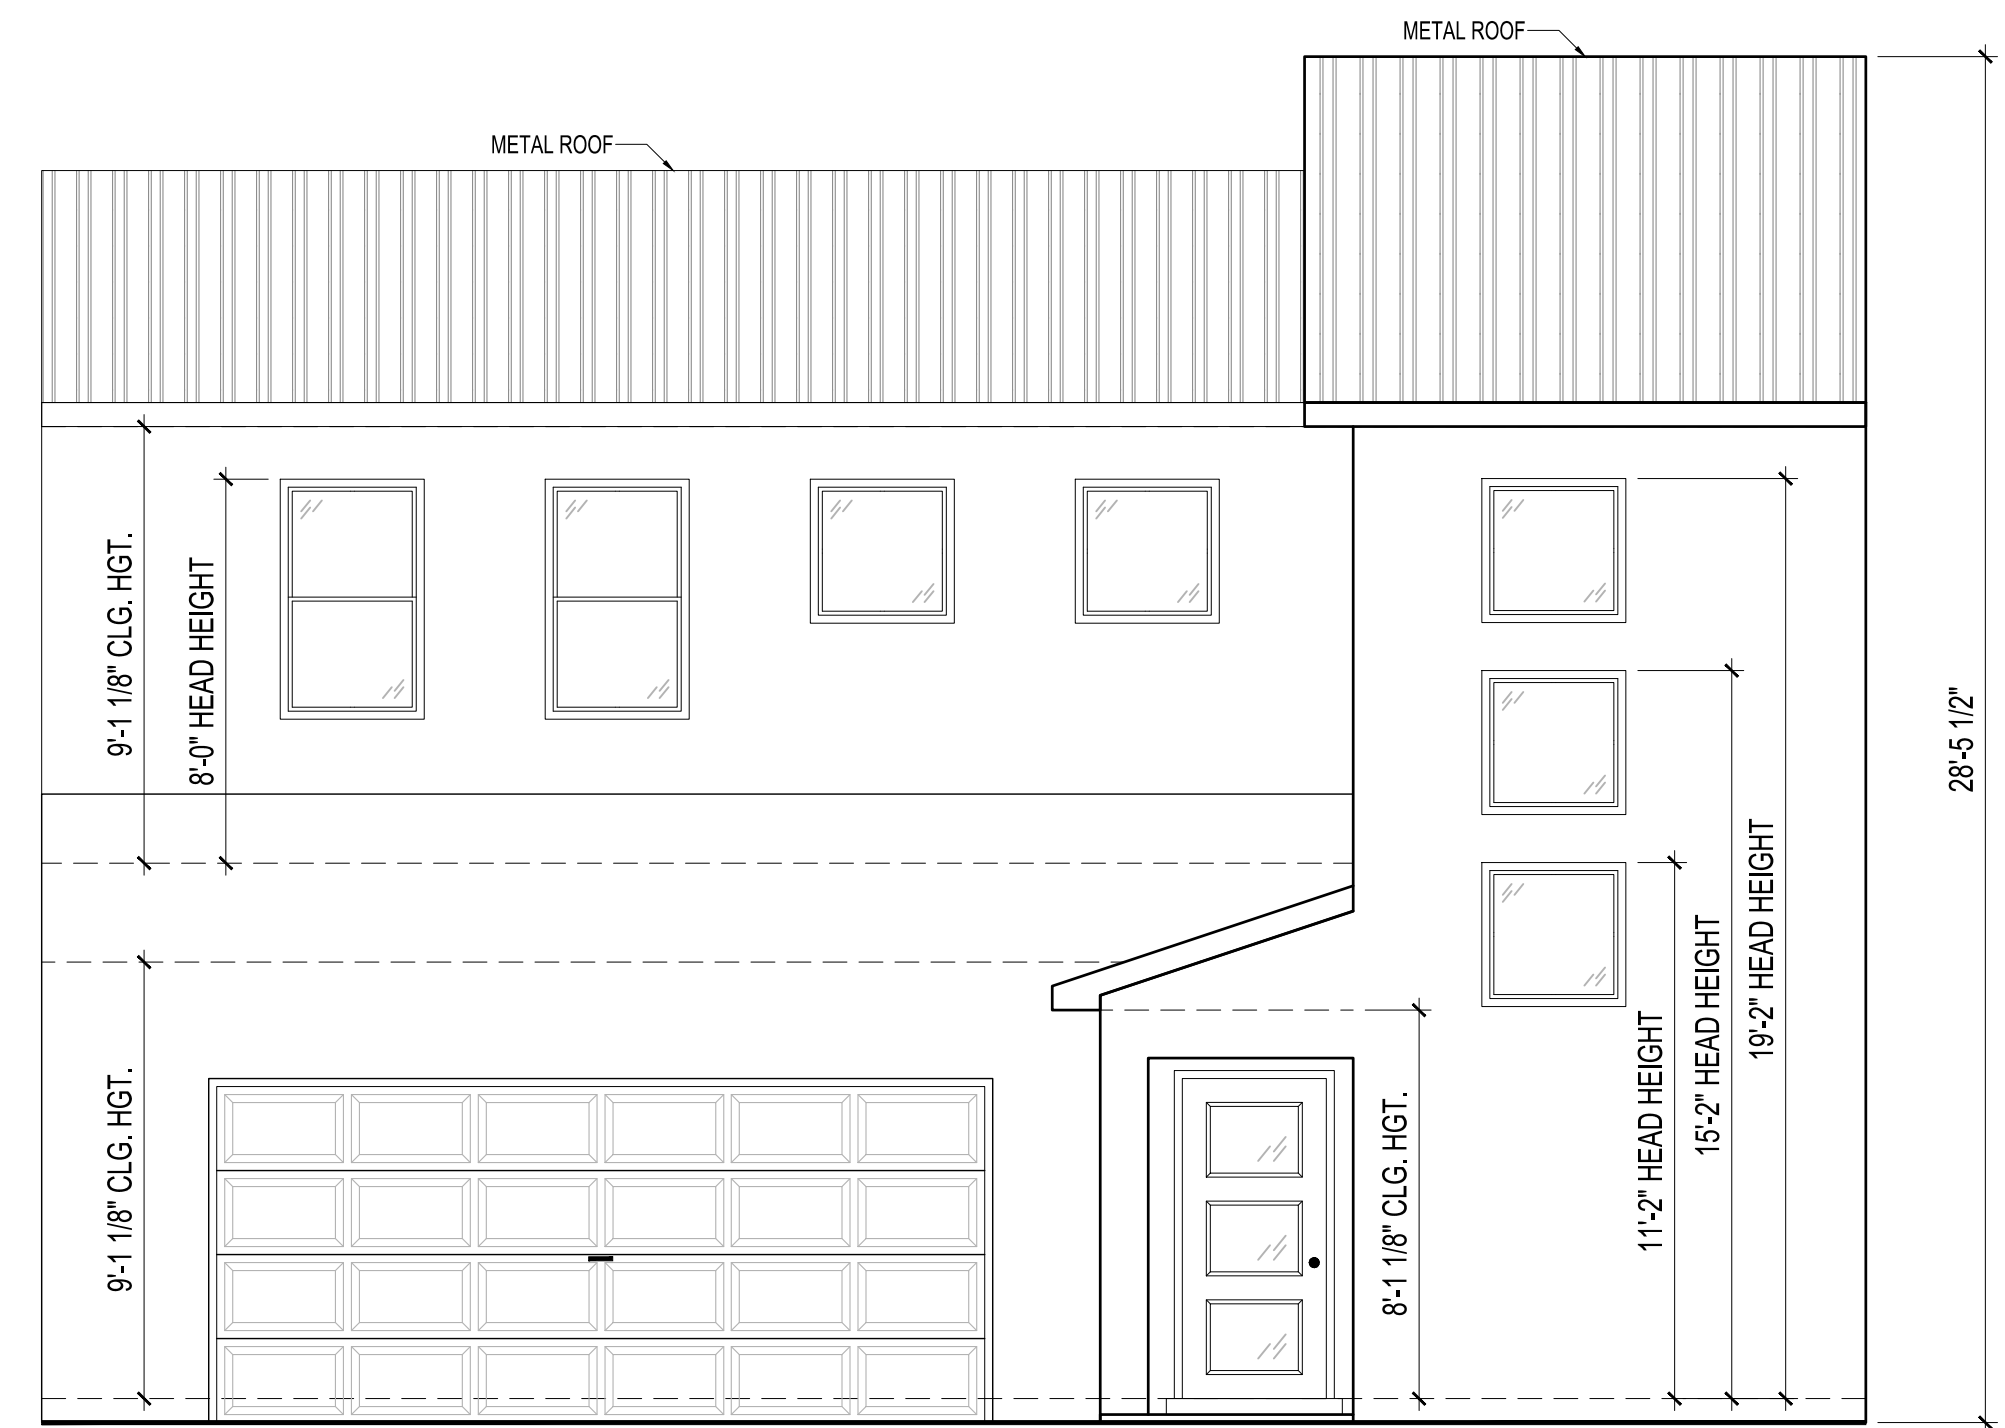 METAL ROOF
METAL ROOF
9'-1 1/8" CLG. HGT.
8'-0" HEAD HEIGHT
28'-5 1/2"
19'-2" HEAD HEIGHT
15'-2" HEAD HEIGHT
11'-2" HEAD HEIGHT
9'-1 1/8" CLG. HGT.
8'-1 1/8" CLG. HGT.